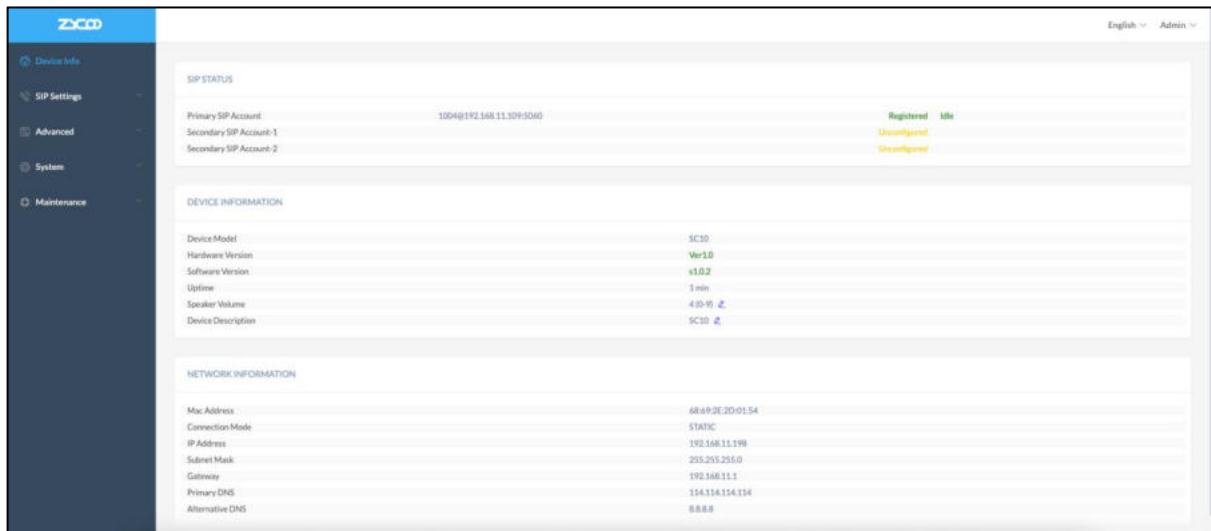 ZYCOO
English Admin
Device Info
SIP Settings
Advanced
System
Maintenance
SIP STATUS
Primary SIP Account 1004@192.168.11.109:5060 Registered Idle
Secondary SIP Account-1 Unconfigured
Secondary SIP Account-2 Unconfigured
DEVICE INFORMATION
Device Model SC10
Hardware Version Ver1.0
Software Version v1.0.2
Uptime 1 min
Speaker Volume 4 (0-9)
Device Description SC10
NETWORK INFORMATION
Mac Address 68:69:2E:2D:01:54
Connection Mode STATIC
IP Address 192.168.11.198
Subnet Mask 255.255.255.0
Gateway 192.168.11.1
Primary DNS 114.114.114.114
Alternative DNS 8.8.8.8